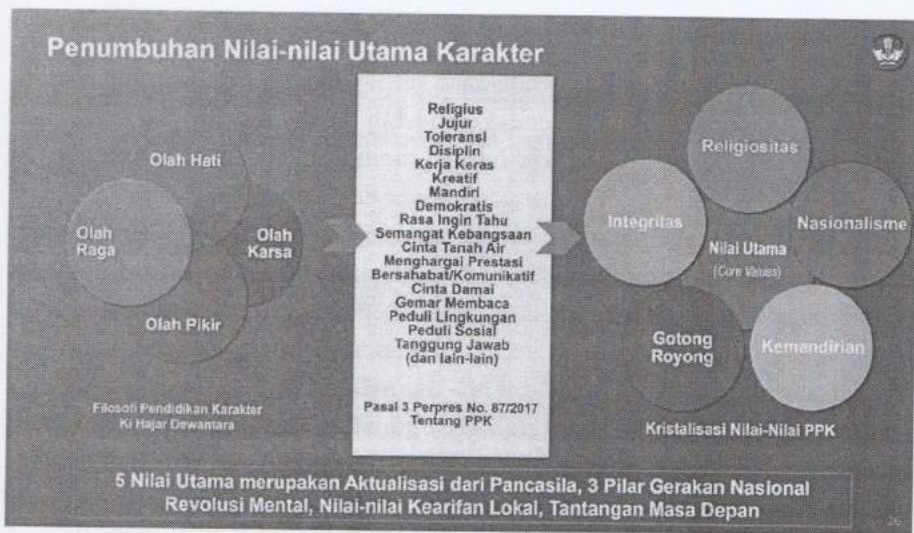 Penumbuhan Nilai-nilai Utama Karakter
Olah Hati
Olah
Raga
Olah
Karsa
Olah Pikir
Filosofi Pendidikan Karakter
Ki Hajar Dewantara
Religius
Jujur
Toleransi
Disiplin
Kerja Keras
Kreatif
Mandiri
Demokratis
Rasa Ingin Tahu
Semangat Kebangsaan
Cinta Tanah Air
Menghargai Prestasi
Bersahabat/Komunikatif
Cinta Damai
Gemar Membaca
Peduli Lingkungan
Peduli Sosial
Tanggung Jawab
(dan lain-lain)
Pasal 3 Perpres No. 87/2017
Tentang PPK
Religiositas
Integritas
Nasionalisme
Nilai Utama
(Core Values)
Gotong
Royong
Kemandirian
Kristalisasi Nilai-Nilai PPK
5 Nilai Utama merupakan Aktualisasi dari Pancasila, 3 Pilar Gerakan Nasional
Revolusi Mental, Nilai-nilai Kearifan Lokal, Tantangan Masa Depan
26